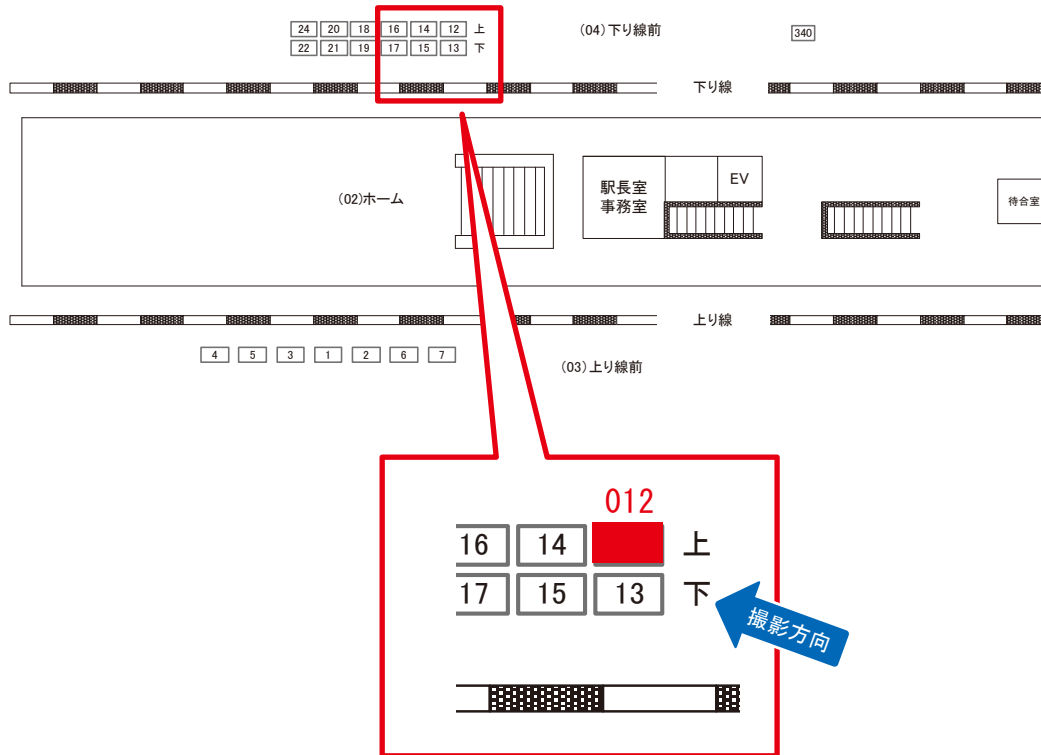 24 20 18 16 14 12 上
22 21 19 17 15 13 下
(04)下り線前
340
下り線
(02)ホーム
駅長室
事務室
EV
待合室
上り線
4 5 3 1 2 6 7
(03)上り線前
012
16 14 上
17 15 13 下
撮影方向